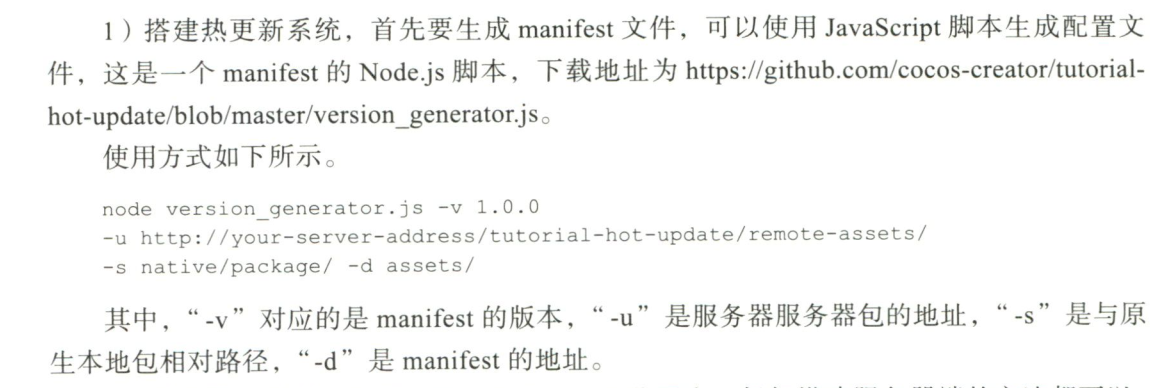 1）搭建热更新系统，首先要生成 manifest 文件，可以使用 JavaScript 脚本生成配置文
件，这是一个 manifest 的 Node.js 脚本，下载地址为 https://github.com/cocos-creator/tutorial-
hot-update/blob/master/version_generator.js。
使用方式如下所示。
node version_generator.js -v 1.0.0
-u http://your-server-address/tutorial-hot-update/remote-assets/
-s native/package/ -d assets/
其中，“-v”对应的是 manifest 的版本，“-u”是服务器服务器包的地址，“-s”是与原
生本地包相对路径，“-d”是 manifest 的地址。